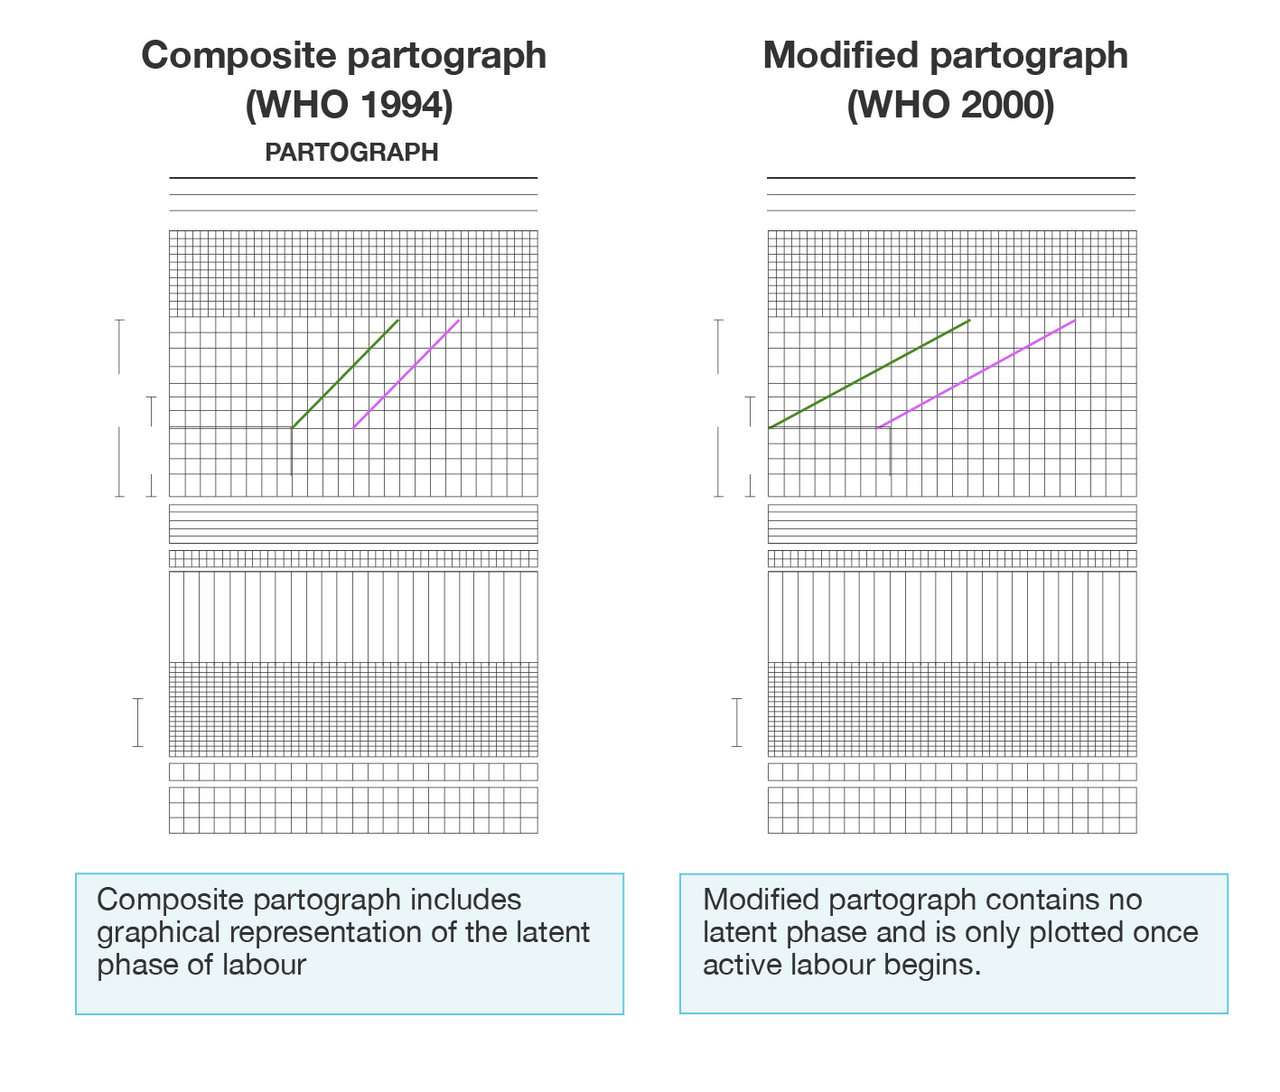 Composite partograph
(WHO 1994)
PARTOGRAPH
Composite partograph includes
graphical representation of the latent
phase of labour
Modified partograph
(WHO 2000)
Modified partograph contains no
latent phase and is only plotted once
active labour begins.